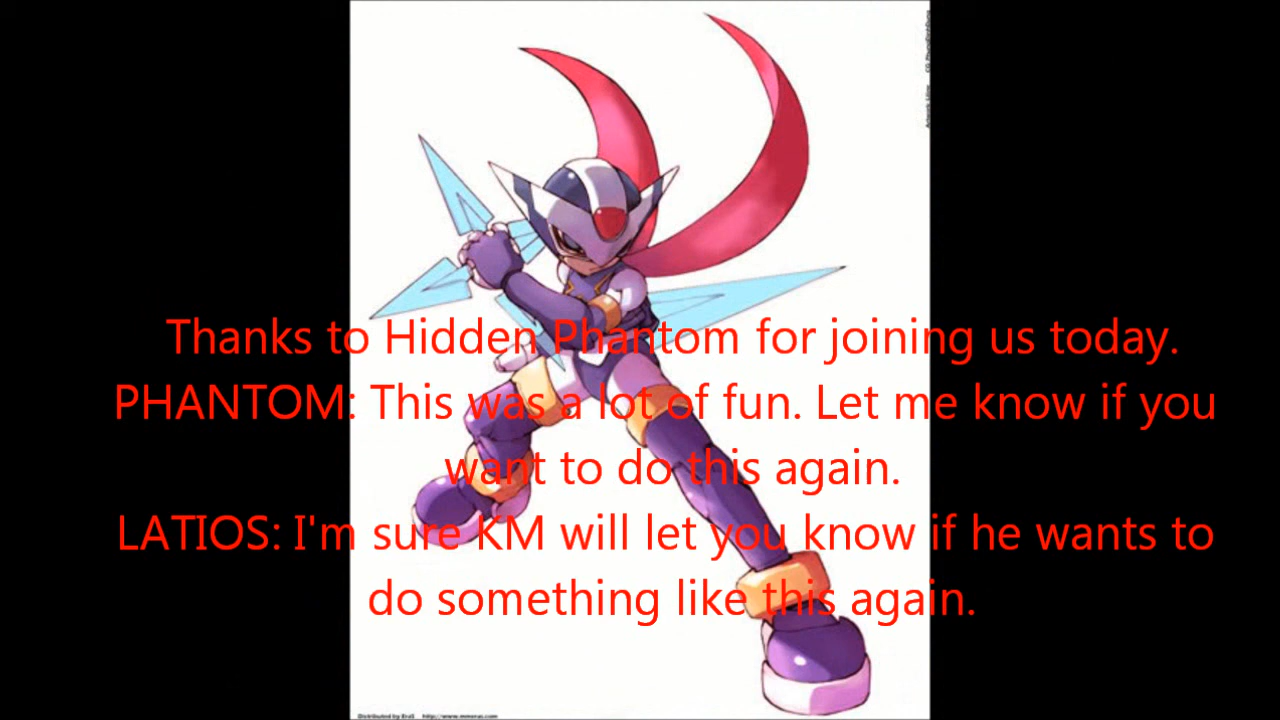 Thanks to Hidden Phantom for joining us today.
PHANTOM: This was a lot of fun. Let me know if you
want to do this again.
LATIOS: I'm sure KM will let you know if he wants to
do something like this again.
Distributed by